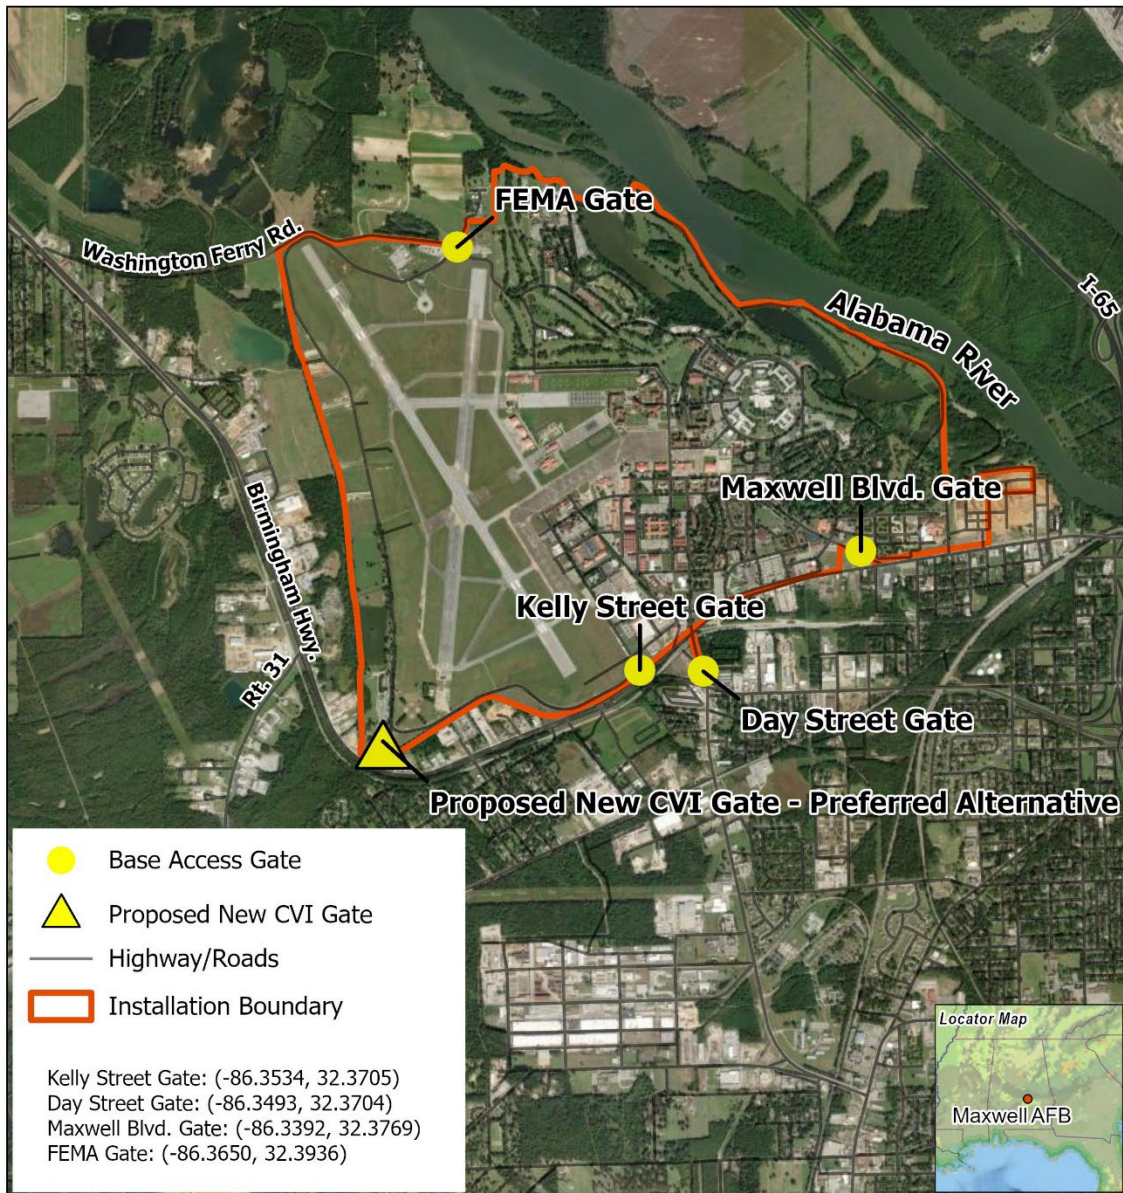 FEMA Gate
Washington Ferry Rd.
I-65
Alabama River
Maxwell Blvd. Gate
Birmingham Hwy.
Kelly Street Gate
Rt. 31
Day Street Gate
Proposed New CVI Gate - Preferred Alternative
Base Access Gate
Proposed New CVI Gate
Highway/Roads
Installation Boundary
Kelly Street Gate: (-86.3534, 32.3705)
Day Street Gate: (-86.3493, 32.3704)
Maxwell Blvd. Gate: (-86.3392, 32.3769)
FEMA Gate: (-86.3650, 32.3936)
Locator Map
Maxwell AFB